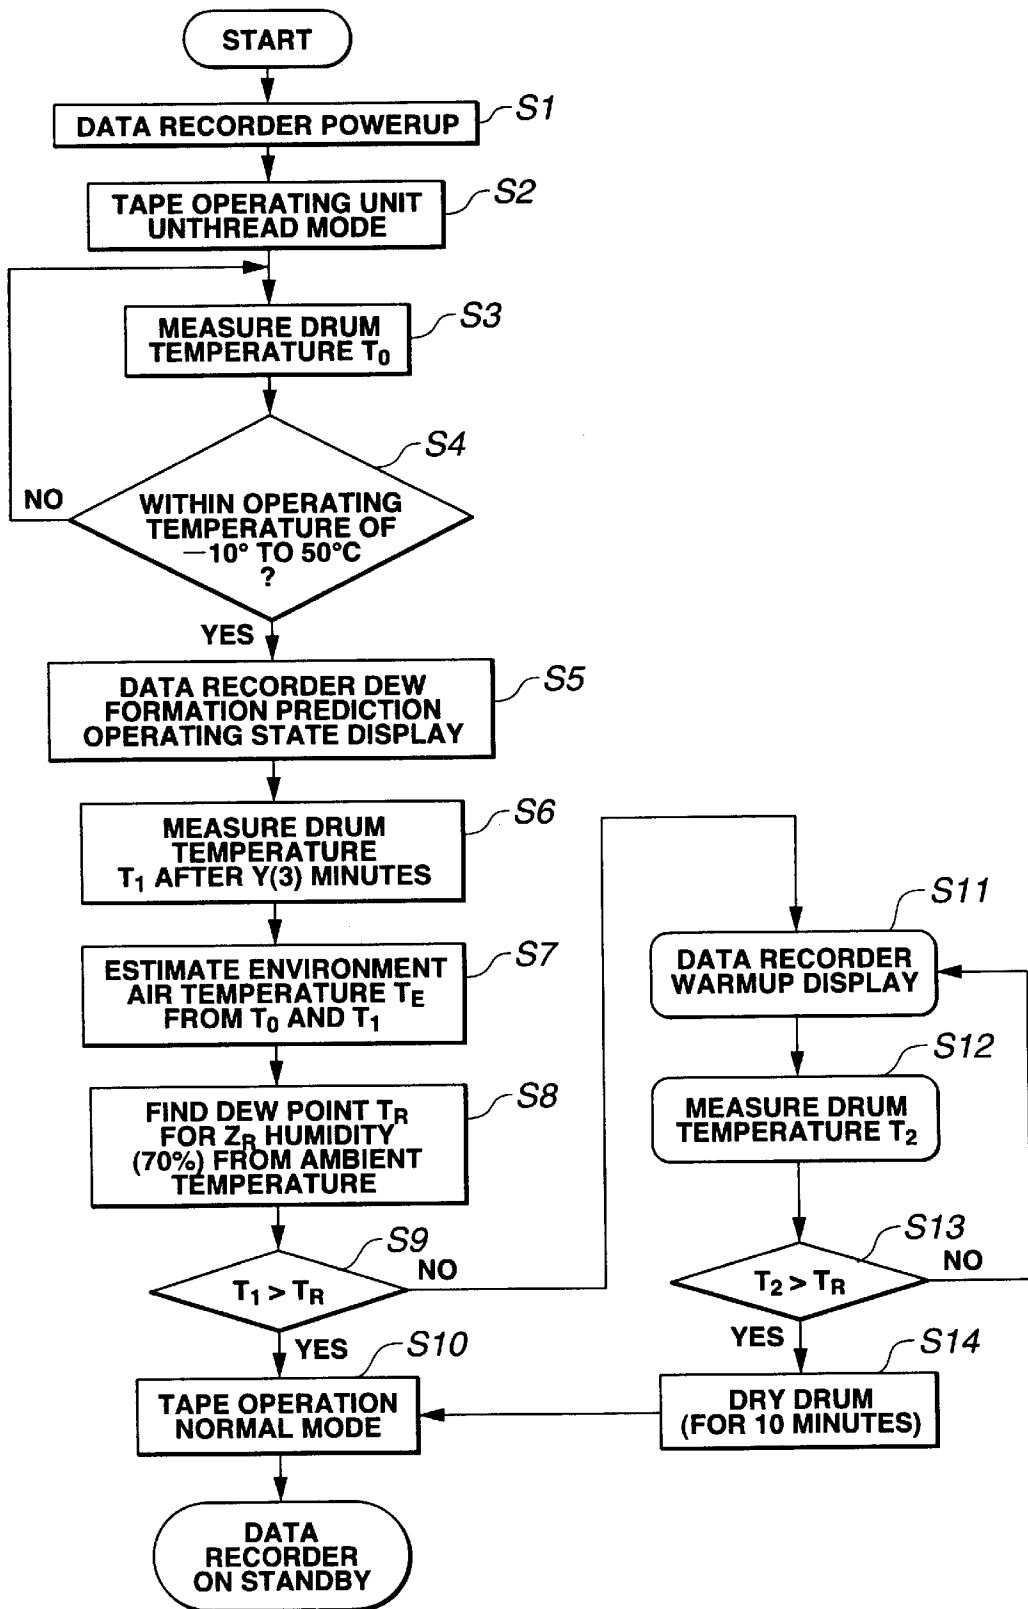 START
DATA RECORDER POWERUP
S1
TAPE OPERATING UNIT
UNTHREAD MODE
S2
MEASURE DRUM
TEMPERATURE T0
S3
WITHIN OPERATING
TEMPERATURE OF
—10° TO 50°C
?
S4
NO
YES
DATA RECORDER DEW
FORMATION PREDICTION
OPERATING STATE DISPLAY
S5
MEASURE DRUM
TEMPERATURE
T1 AFTER Y(3) MINUTES
S6
ESTIMATE ENVIRONMENT
AIR TEMPERATURE TE
FROM T0 AND T1
S7
FIND DEW POINT TR
FOR ZR HUMIDITY
(70%) FROM AMBIENT
TEMPERATURE
S8
T1 > TR
S9
NO
YES
TAPE OPERATION
NORMAL MODE
S10
DATA
RECORDER
ON STANDBY
DATA RECORDER
WARMUP DISPLAY
S11
MEASURE DRUM
TEMPERATURE T2
S12
T2 > TR
S13
NO
YES
DRY DRUM
(FOR 10 MINUTES)
S14